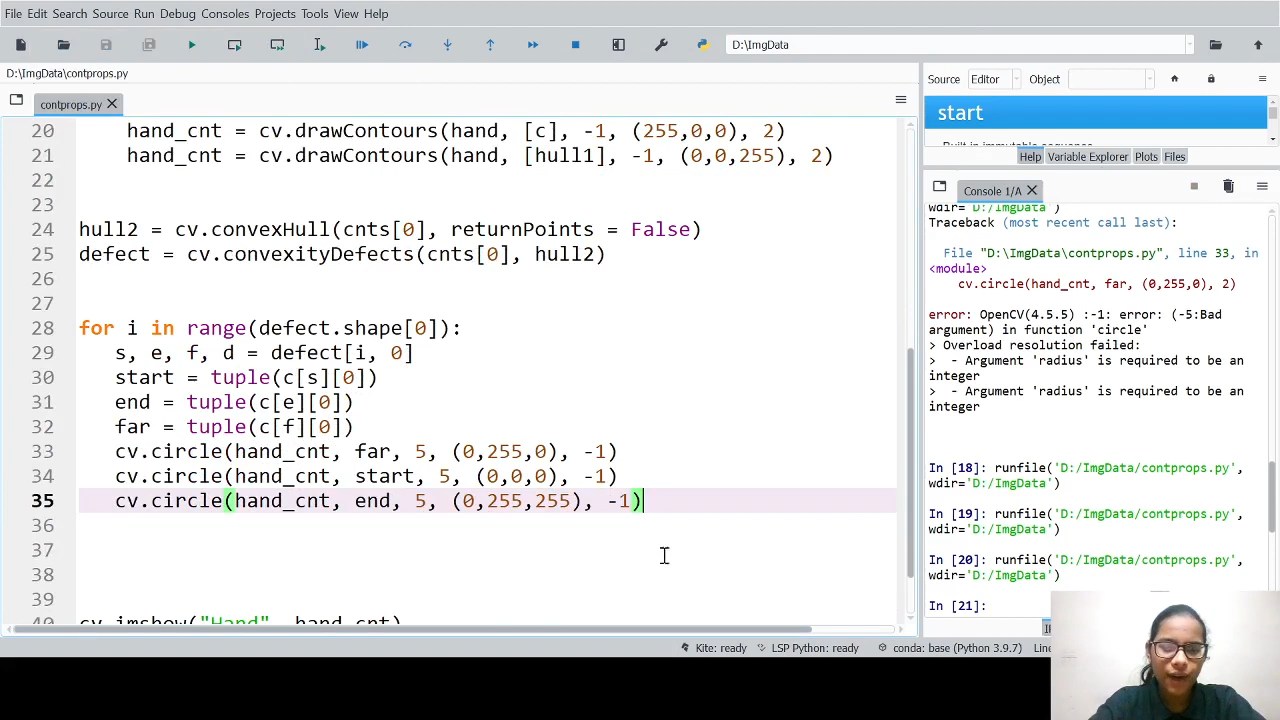 File Edit Search Source Run Debug Consoles Projects Tools View Help
D:\ImgData
D:\ImgData\contprops.py
contprops.py
20 hand_cnt = cv.drawContours(hand, [c], -1, (255,0,0), 2)
21 hand_cnt = cv.drawContours(hand, [hull1], -1, (0,0,255), 2)
22
23
24 hull2 = cv.convexHull(cnts[0], returnPoints = False)
25 defect = cv.convexityDefects(cnts[0], hull2)
26
27
28 for i in range(defect.shape[0]):
29 s, e, f, d = defect[i, 0]
30 start = tuple(c[s][0])
31 end = tuple(c[e][0])
32 far = tuple(c[f][0])
33 cv.circle(hand_cnt, far, 5, (0,255,0), -1)
34 cv.circle(hand_cnt, start, 5, (0,0,0), -1)
35 cv.circle(hand_cnt, end, 5, (0,255,255), -1)
36
37
38
39
40 cv.imshow("Hand", hand_cnt)
Source Editor Object
start
Help Variable Explorer Plots Files
Console 1/A
wdir='D:/ImgData')
Traceback (most recent call last):
File "D:\ImgData\contprops.py", line 33, in
<module>
cv.circle(hand_cnt, far, (0,255,0), 2)
error: OpenCV(4.5.5) :-1: error: (-5:Bad
argument) in function 'circle'
> Overload resolution failed:
> - Argument 'radius' is required to be an
integer
> - Argument 'radius' is required to be an
integer
In [18]: runfile('D:/ImgData/contprops.py',
wdir='D:/ImgData')
In [19]: runfile('D:/ImgData/contprops.py',
wdir='D:/ImgData')
In [20]: runfile('D:/ImgData/contprops.py',
wdir='D:/ImgData')
In [21]:
Kite: ready LSP Python: ready conda: base (Python 3.9.7) Line